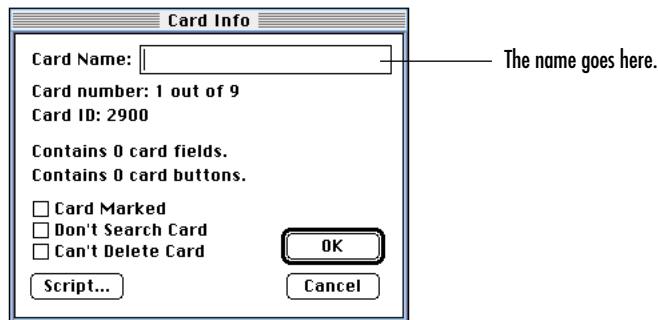 Card Info
Card Name:
The name goes here.
Card number: 1 out of 9
Card ID: 2900
Contains 0 card fields.
Contains 0 card buttons.
Card Marked
Don't Search Card
Can't Delete Card
OK
Script...
Cancel